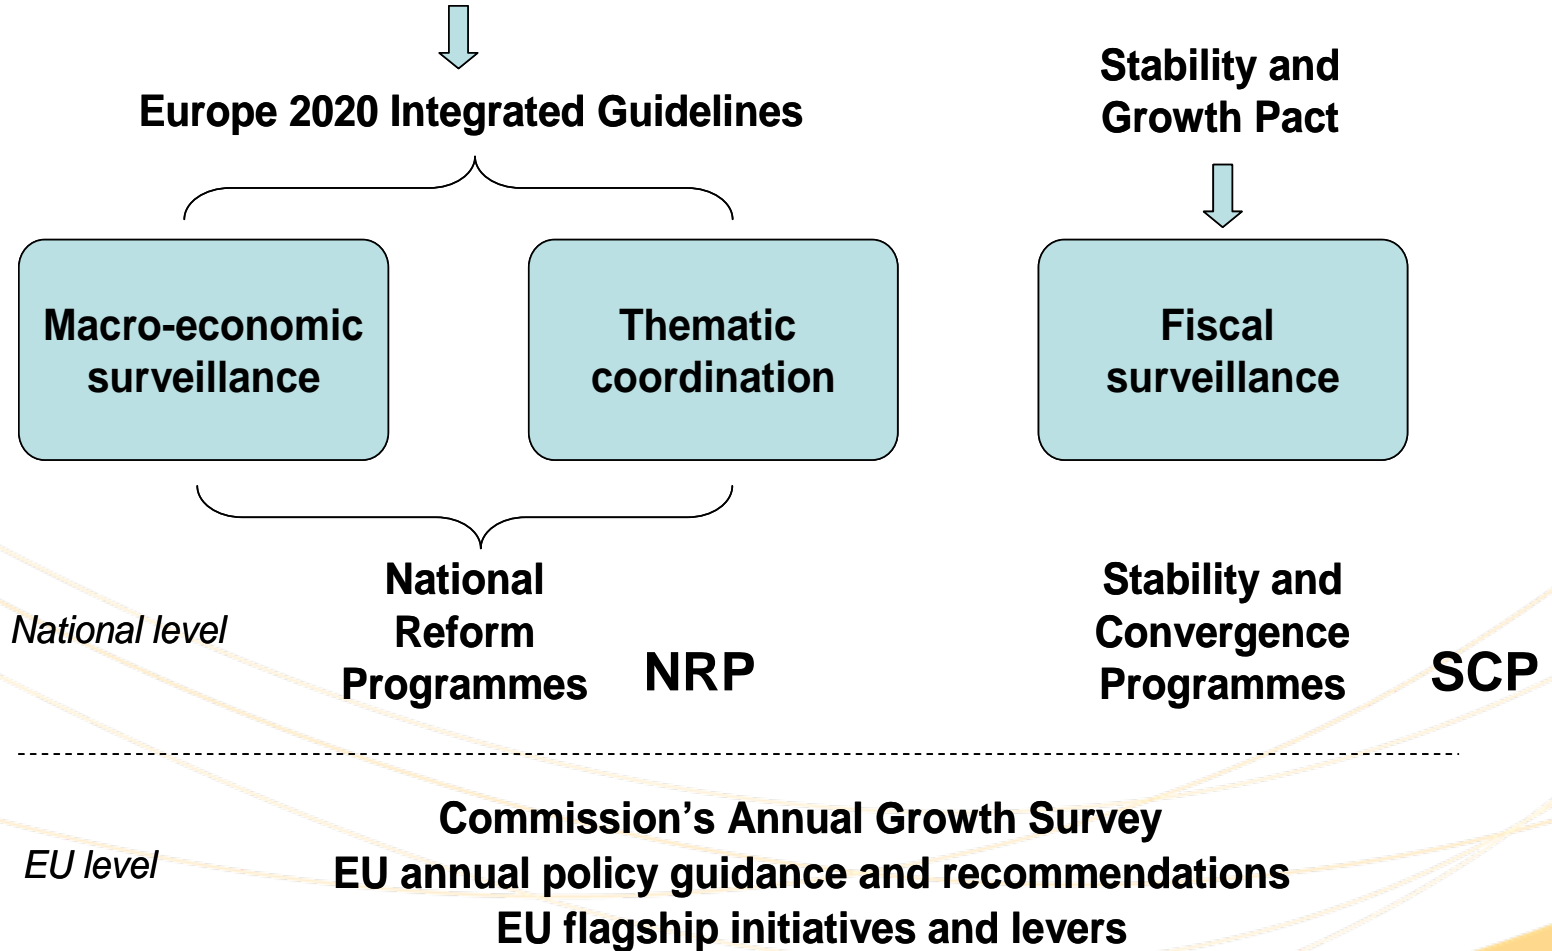 Europe 2020 Integrated Guidelines
Stability and
Growth Pact
Macro-economic
surveillance
Thematic
coordination
Fiscal
surveillance
National level
National
Reform
Programmes
NRP
Stability and
Convergence
Programmes
SCP
EU level
Commission’s Annual Growth Survey
EU annual policy guidance and recommendations
EU flagship initiatives and levers